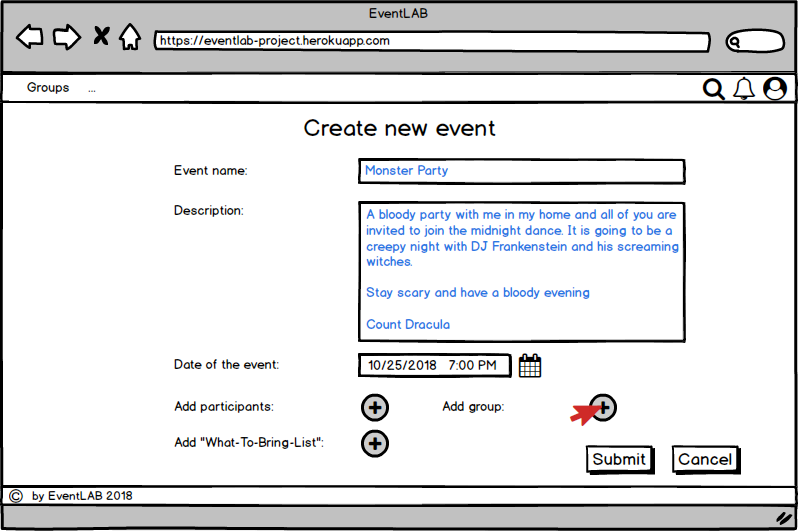 EventLAB
https://eventlab-project.herokuapp.com
Groups ...
Create new event
Event name: Monster Party
Description:
A bloody party with me in my home and all of you are
invited to join the midnight dance. It is going to be a
creepy night with DJ Frankenstein and his screaming
witches.
Stay scary and have a bloody evening
Count Dracula
Date of the event: 10/25/2018 7:00 PM
Add participants: Add group:
Add "What-To-Bring-List":
Submit Cancel
© by EventLAB 2018